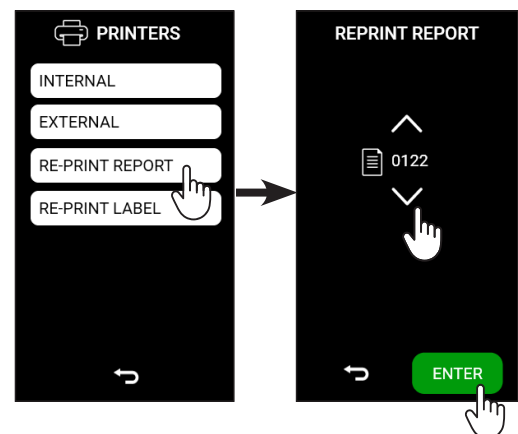 PRINTERS
INTERNAL
EXTERNAL
RE-PRINT REPORT
RE-PRINT LABEL
REPRINT REPORT
0122
ENTER